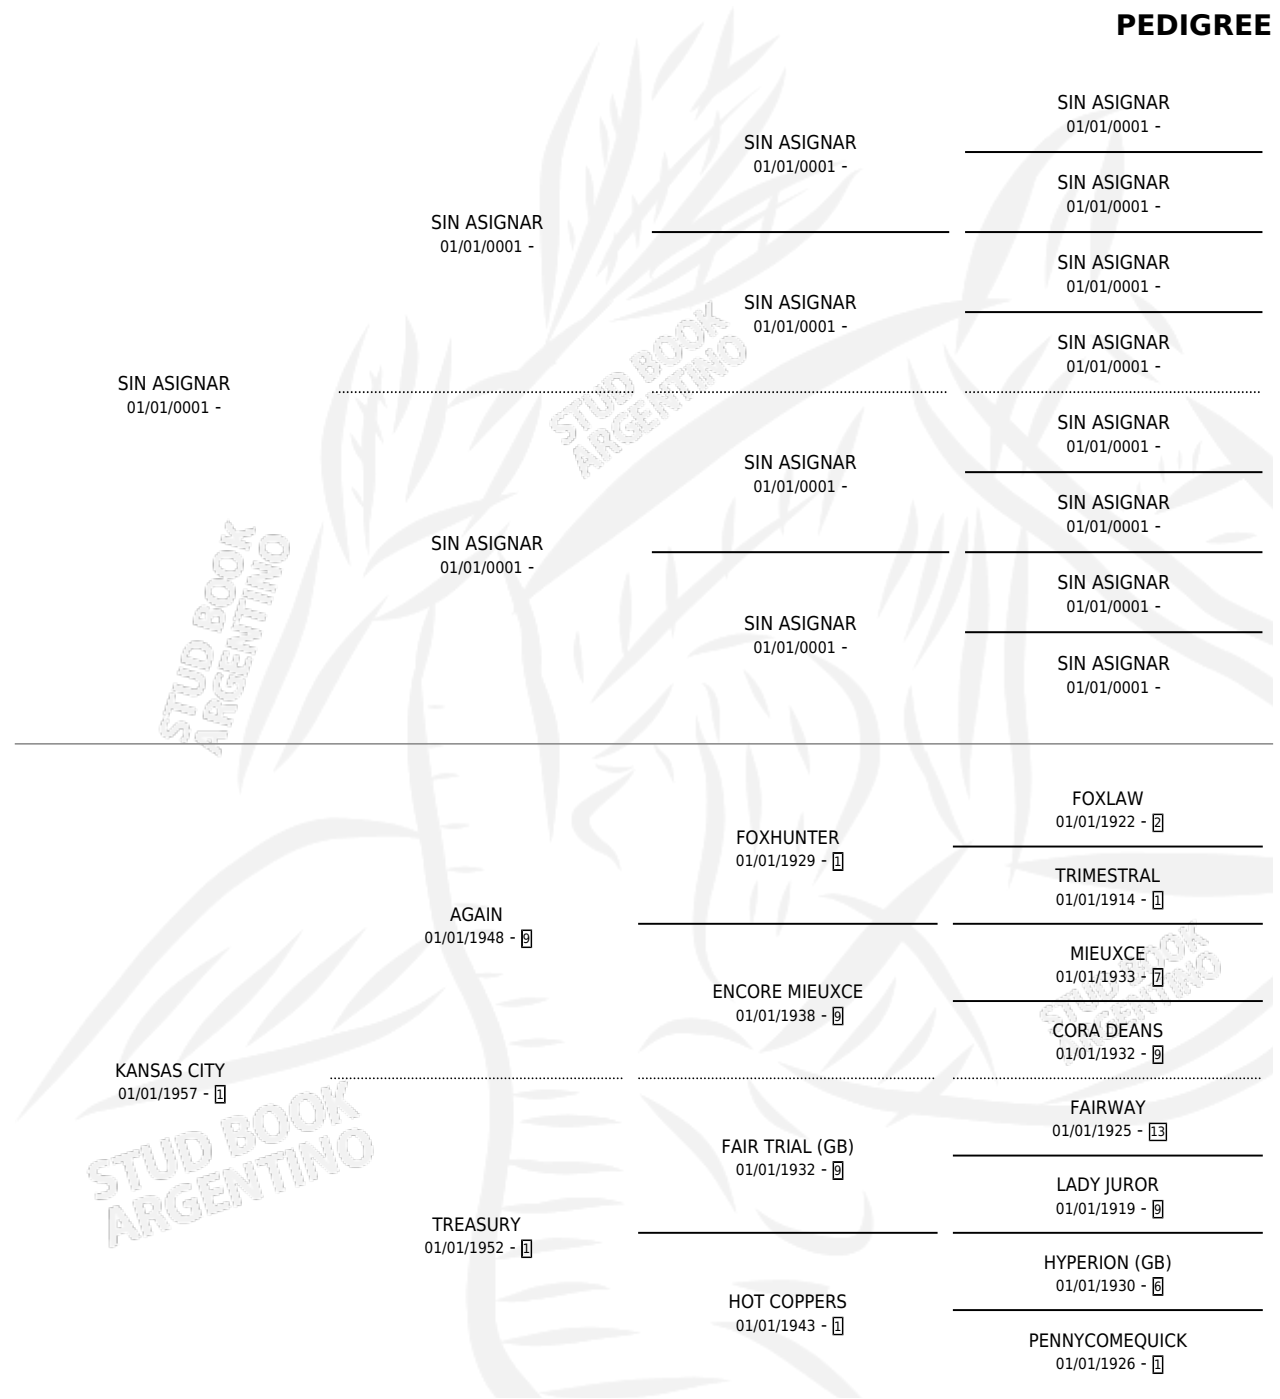 PEDIGREE
SIN ASIGNAR
01/01/0001 -
SIN ASIGNAR
01/01/0001 -
SIN ASIGNAR
01/01/0001 -
SIN ASIGNAR
01/01/0001 -
SIN ASIGNAR
01/01/0001 -
SIN ASIGNAR
01/01/0001 -
SIN ASIGNAR
01/01/0001 -
SIN ASIGNAR
01/01/0001 -
SIN ASIGNAR
01/01/0001 -
SIN ASIGNAR
01/01/0001 -
SIN ASIGNAR
01/01/0001 -
SIN ASIGNAR
01/01/0001 -
SIN ASIGNAR
01/01/0001 -
SIN ASIGNAR
01/01/0001 -
SIN ASIGNAR
01/01/0001 -
STUD BOOK
ARGENTINO
STUD BOOK
ARGENTINO
FOXLAW
01/01/1922 - 2
FOXHUNTER
01/01/1929 - 1
TRIMESTRAL
01/01/1914 - 1
AGAIN
01/01/1948 - 9
MIEUXCE
01/01/1933 - 7
ENCORE MIEUXCE
01/01/1938 - 9
CORA DEANS
01/01/1932 - 9
KANSAS CITY
01/01/1957 - 1
FAIRWAY
01/01/1925 - 13
FAIR TRIAL (GB)
01/01/1932 - 9
LADY JUROR
01/01/1919 - 9
TREASURY
01/01/1952 - 1
HYPERION (GB)
01/01/1930 - 6
HOT COPPERS
01/01/1943 - 1
PENNYCOMEQUICK
01/01/1926 - 1
STUD BOOK
ARGENTINO
STUD BOOK
ARGENTINO